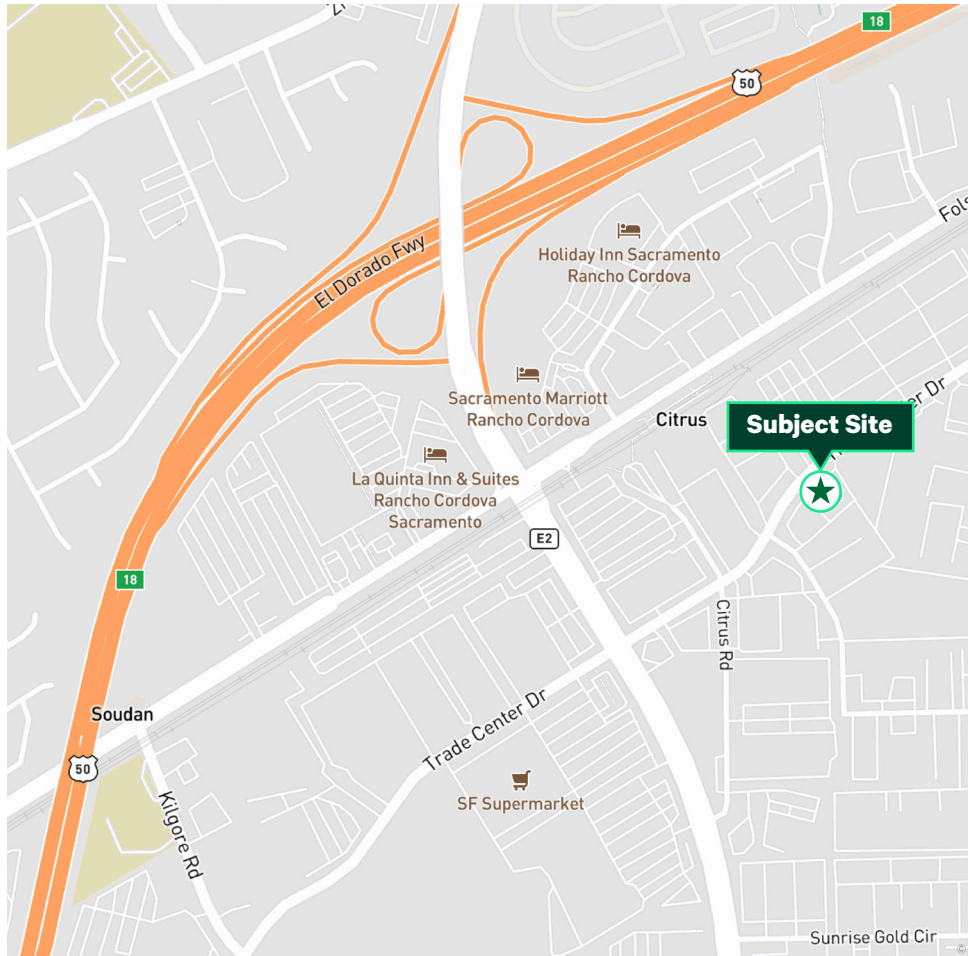 18
50
El Dorado Fwy
Holiday Inn Sacramento
Rancho Cordova
Sacramento Marriott
Rancho Cordova
Citrus
Subject Site
La Quinta Inn & Suites
Rancho Cordova
Sacramento
E2
18
Citrus Rd
Soudan
Trade Center Dr
50
SF Supermarket
Kilgore Rd
Sunrise Gold Cir
©